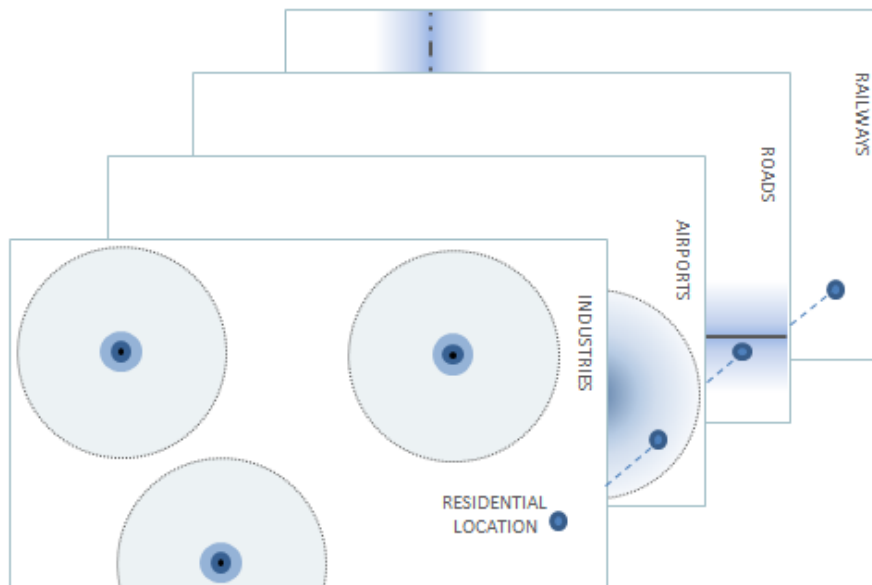 RAILWAYS
ROADS
AIRPORTS
INDUSTRIES
RESIDENTIAL
LOCATION